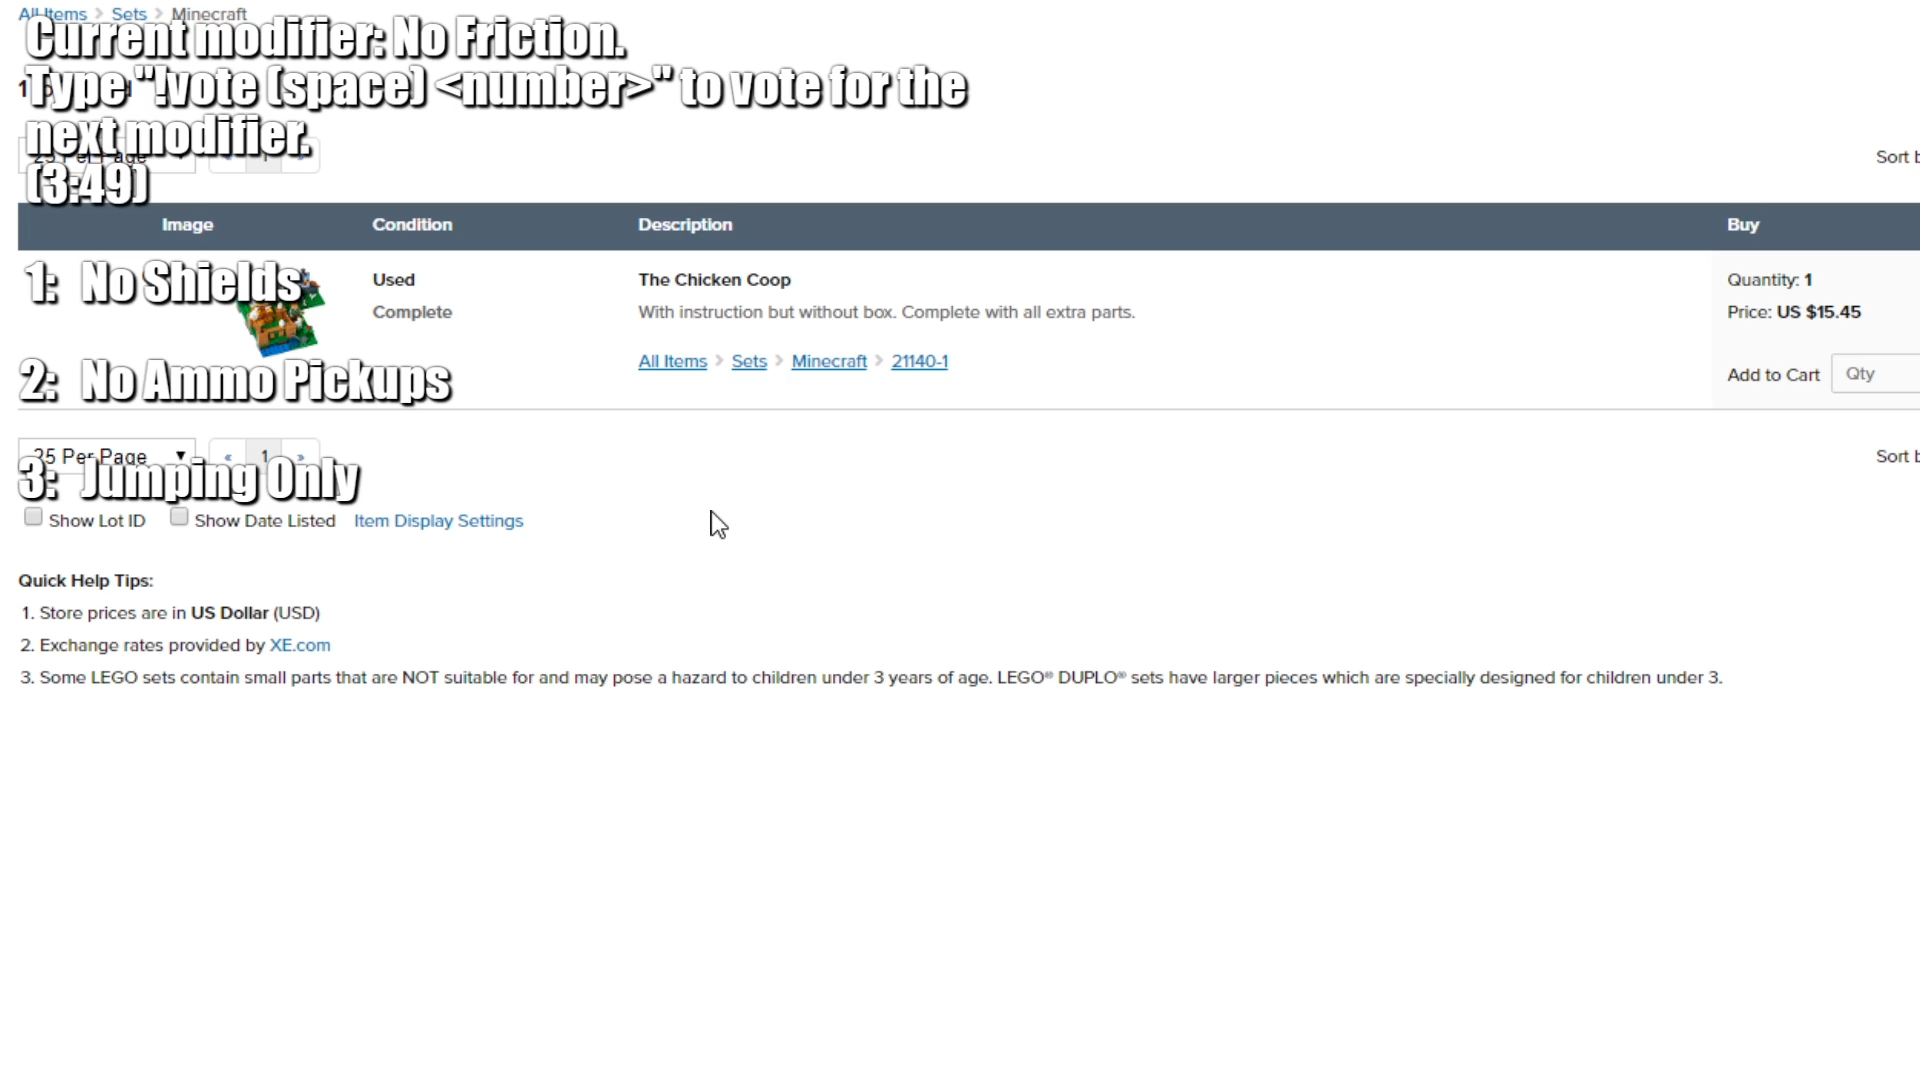 All Items > Sets > Minecraft
Current modifier: No Friction.
Type "!vote (space) <number>" to vote for the
next modifier.
(3:49)
25 Per Page 1
Sort b
Image Condition Description Buy
1: No Shields
Used
Complete
The Chicken Coop
With instruction but without box. Complete with all extra parts.
All Items > Sets > Minecraft > 21140-1
Quantity: 1
Price: US $15.45
Add to Cart Qty
2: No Ammo Pickups
25 Per Page ▼ « 1 »
Sort b
3: Jumping Only
Show Lot ID Show Date Listed Item Display Settings
Quick Help Tips:
1. Store prices are in US Dollar (USD)
2. Exchange rates provided by XE.com
3. Some LEGO sets contain small parts that are NOT suitable for and may pose a hazard to children under 3 years of age. LEGO® DUPLO® sets have larger pieces which are specially designed for children under 3.